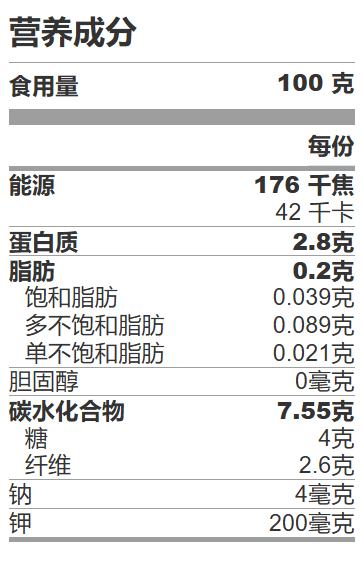 营养成分
食用量 100 克
每份
能源 176 千焦
42 千卡
蛋白质 2.8克
脂肪 0.2克
饱和脂肪 0.039克
多不饱和脂肪 0.089克
单不饱和脂肪 0.021克
胆固醇 0毫克
碳水化合物 7.55克
糖 4克
纤维 2.6克
钠 4毫克
钾 200毫克